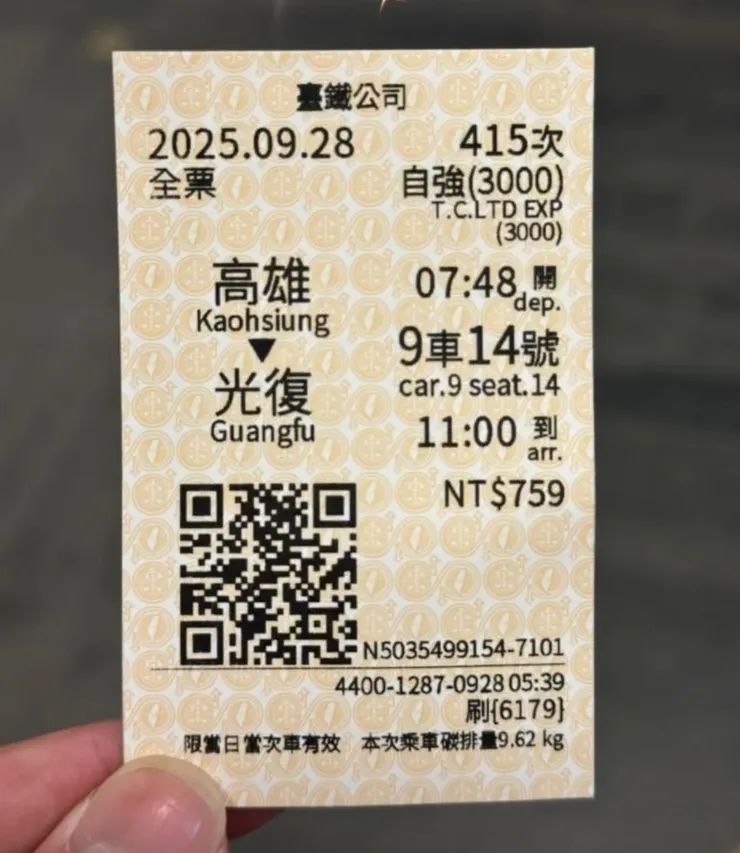 臺鐵公司
2025.09.28 415次
全票 自強(3000)
T.C.LTD EXP
(3000)
高雄 07:48 開
Kaohsiung dep.
▼ 9車14號
光復 car.9 seat.14
Guangfu 11:00 到
arr.
NT$759
N5035499154-7101
4400-1287-0928 05:39
刷{6179}
限當日當次車有效 本次乘車碳排量9.62 kg